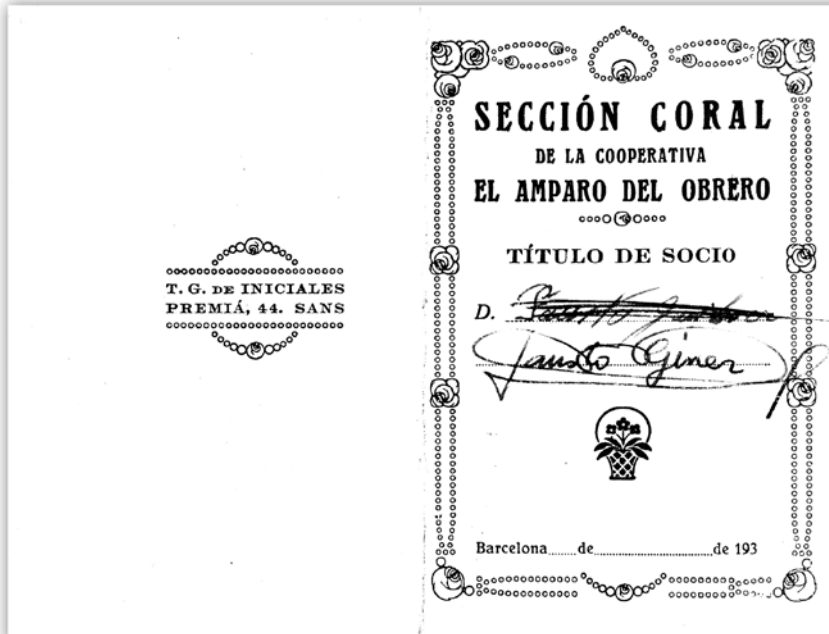 T. G. DE INICIALES
PREMIÁ, 44. SANS
SECCIÓN CORAL
DE LA COOPERATIVA
EL AMPARO DEL OBRERO
TÍTULO DE SOCIO
D.
Fausto Giner
Barcelona......de........................de 193